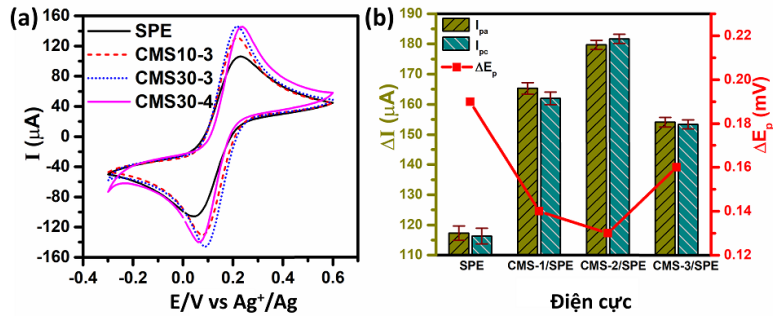 (a)
160
120
80
40
0
-40
-80
-120
-160
I (μA)
SPE
CMS10-3
CMS30-3
CMS30-4
-0.4
-0.2
0.0
0.2
0.4
0.6
E/V vs Ag⁺/Ag
(b)
190
180
170
160
150
140
130
120
110
ΔI (μA)
Iₚₐ
Iₚc
ΔEₚ
0.22
0.20
0.18
0.16
0.14
0.12
ΔEₚ (mV)
SPE
CMS-1/SPE
CMS-2/SPE
CMS-3/SPE
Điện cực